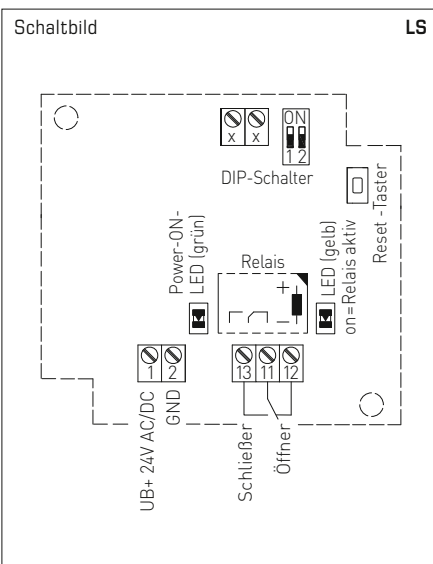 Schaltbild
LS
ON
x x
1 2
DIP-Schalter
Reset -Taster
Power-ON-
LED (grün)
Relais
+
–
LED (gelb)
on=Relais aktiv
1 2
13 11 12
UB+ 24V AC/DC
GND
Schließer
Öffner